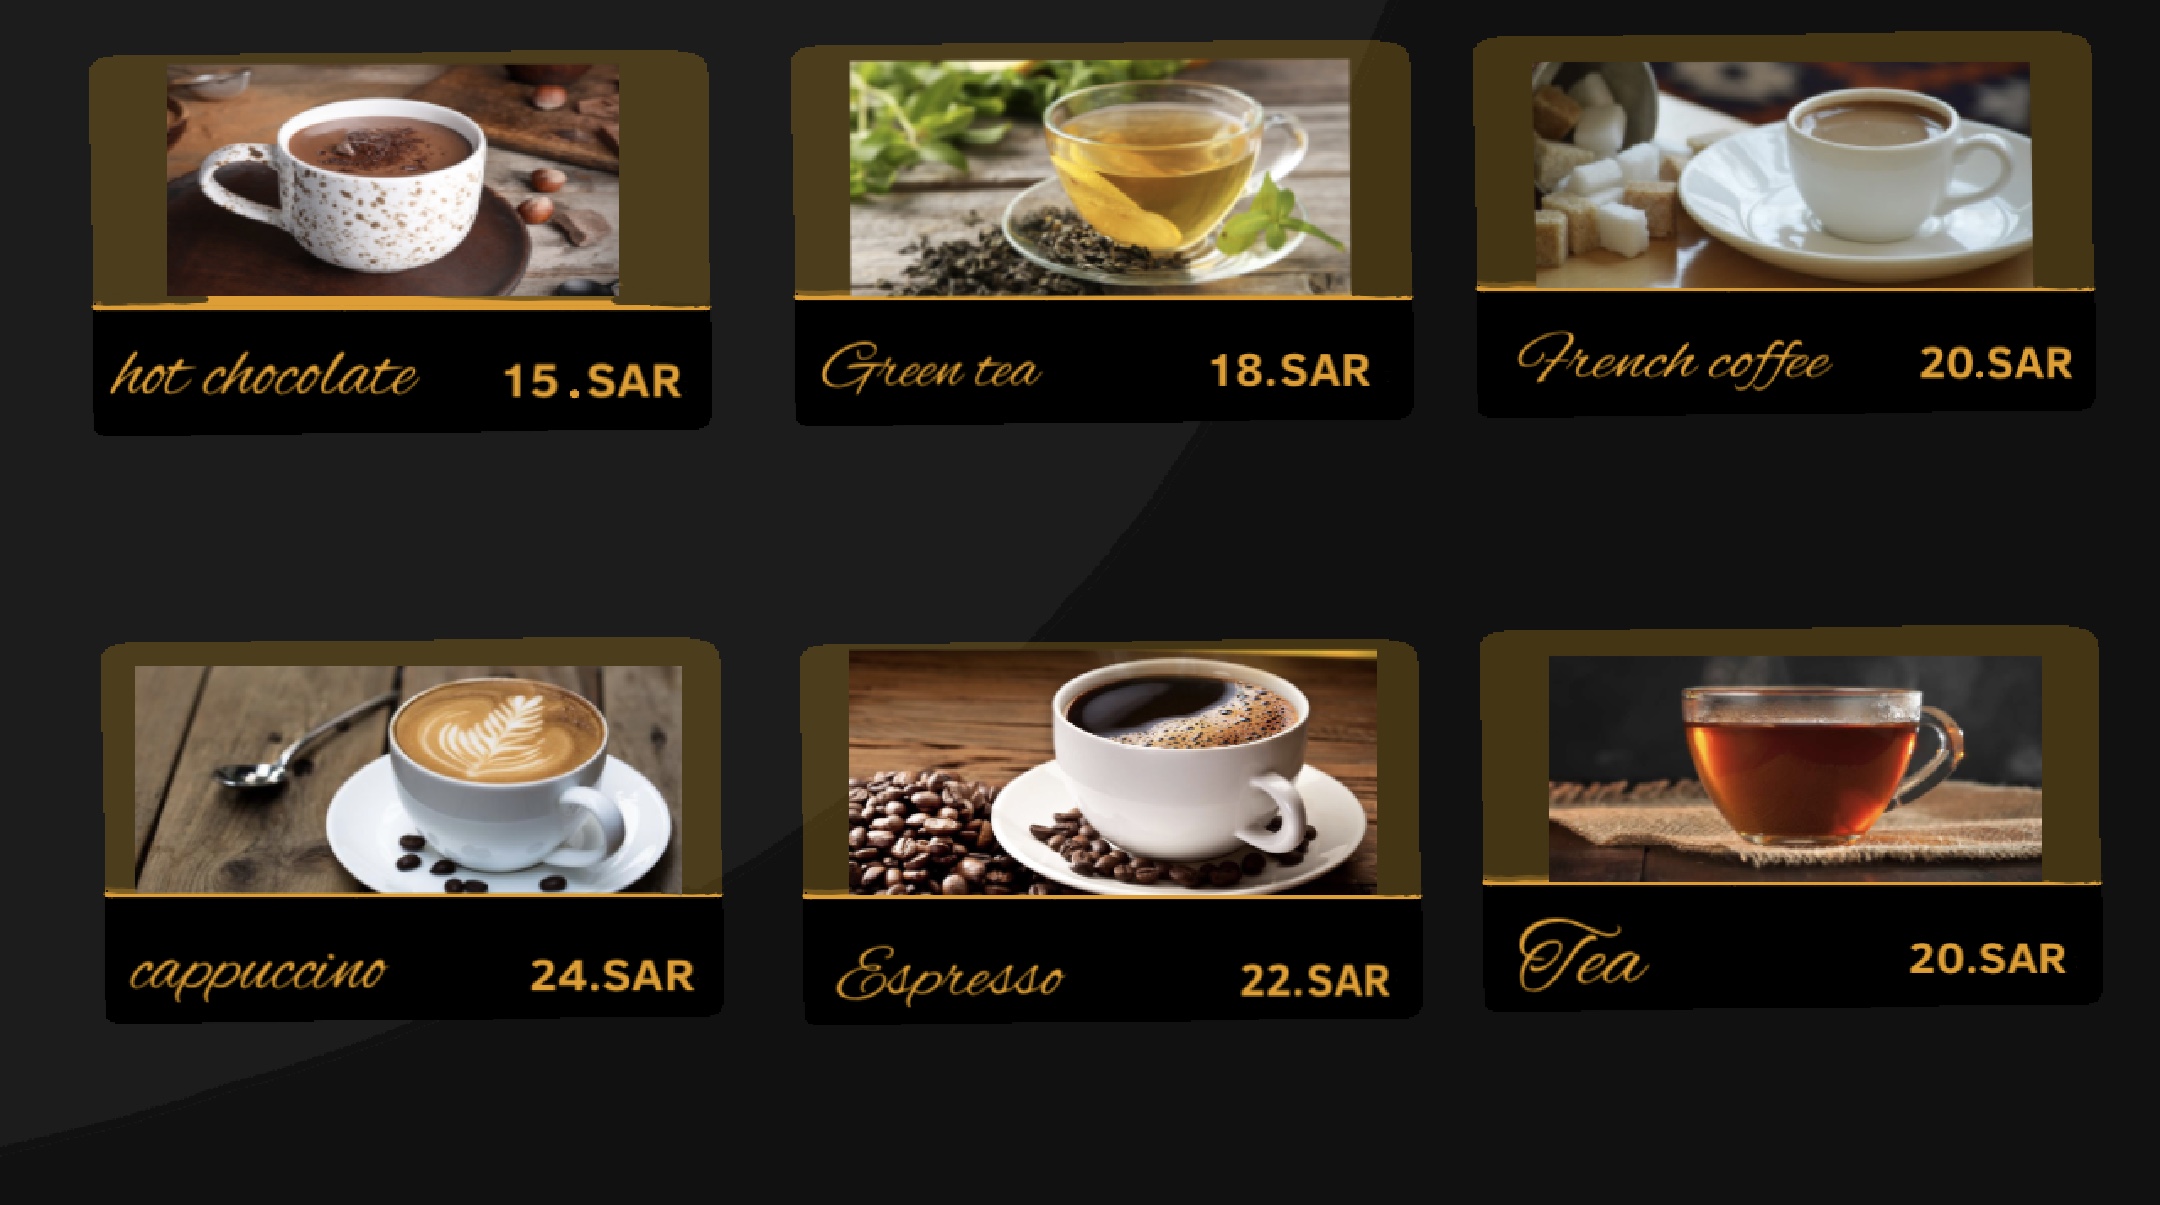 hot chocolate 15.SAR
Green tea 18.SAR
French coffee 20.SAR
cappuccino 24.SAR
Espresso 22.SAR
Tea 20.SAR